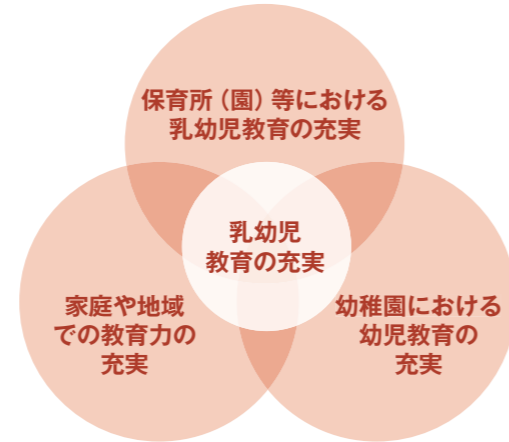 保育所（園）等における
乳幼児教育の充実
乳幼児
教育の充実
家庭や地域
での教育力の
充実
幼稚園における
幼児教育の
充実